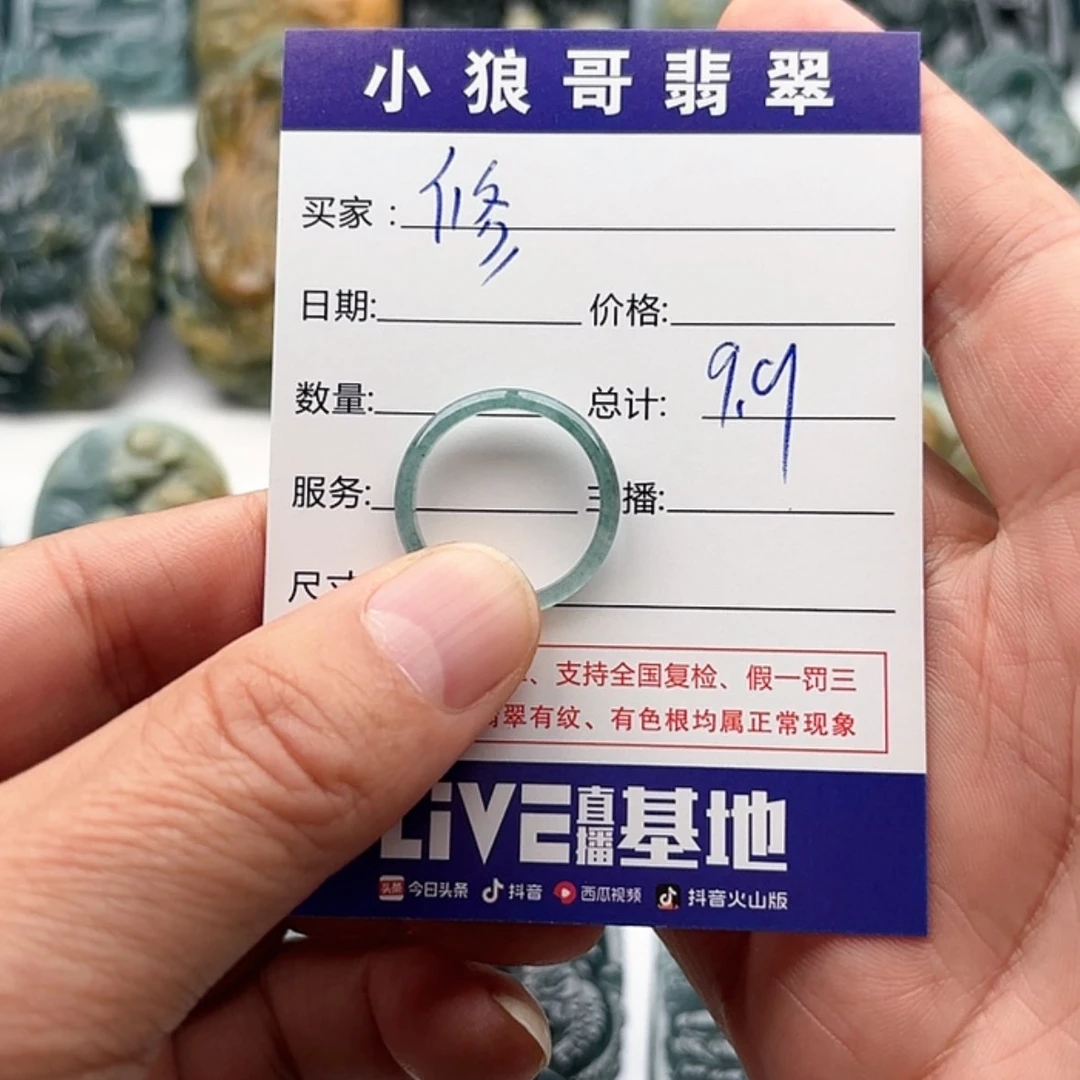 小狼哥翡翠
买家：修
日期: 价格:
数量: 总计: 9.9
服务: 主播:
尺寸
、支持全国复检、假一罚三
翡翠有纹、有色根均属正常现象
LIVE直播基地
头条 今日头条 抖音 西瓜视频 抖音火山版